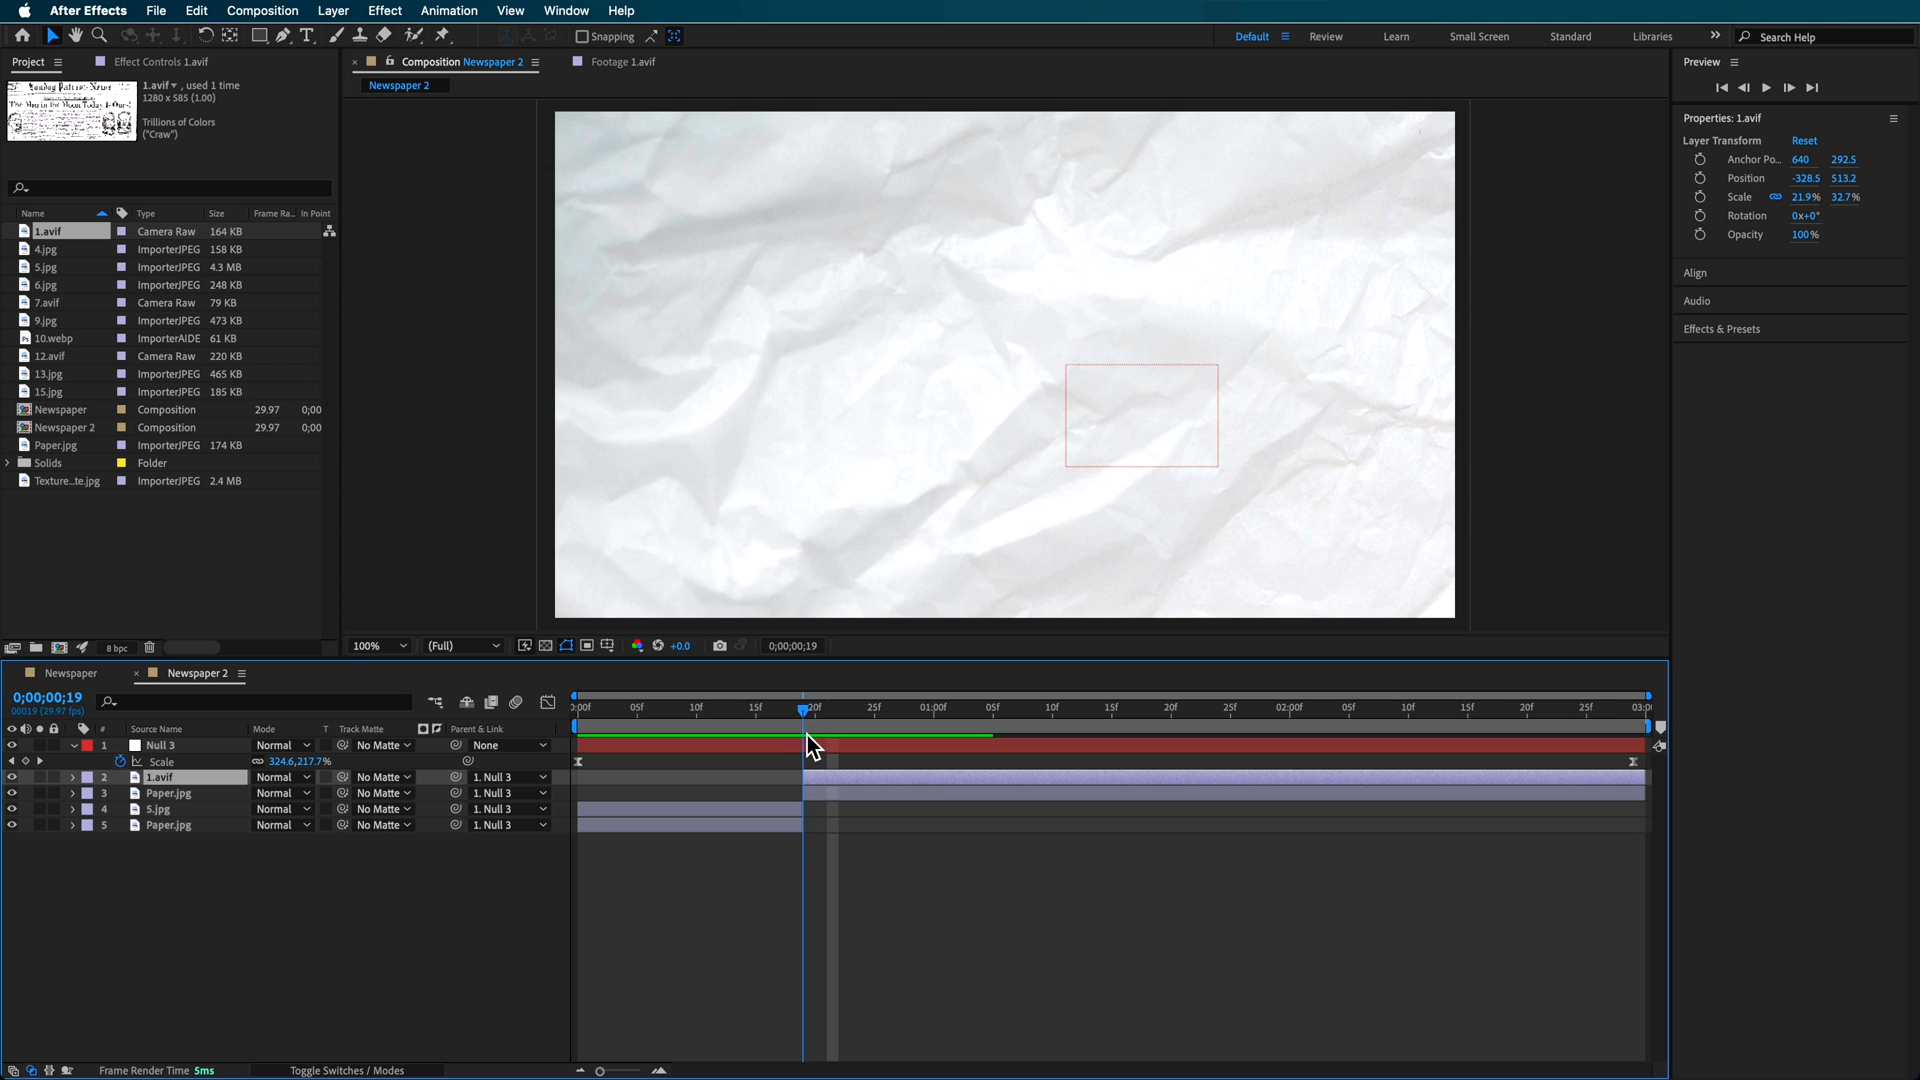 After Effects File Edit Composition Layer Effect Animation View Window Help
Snapping Default Review Learn Small Screen Standard Libraries Search Help
Project Effect Controls 1.avif
1.avif , used 1 time
1280 x 585 (1.00)
Trillions of Colors
("Craw")
Name Type Size Frame Ra... In Point
1.avif Camera Raw 164 KB
4.jpg ImporterJPEG 158 KB
5.jpg ImporterJPEG 4.3 MB
6.jpg ImporterJPEG 248 KB
7.avif Camera Raw 79 KB
9.jpg ImporterJPEG 473 KB
10.webp ImporterAIDE 61 KB
12.avif Camera Raw 220 KB
13.jpg ImporterJPEG 465 KB
15.jpg ImporterJPEG 185 KB
Newspaper Composition 29.97 0;00
Newspaper 2 Composition 29.97 0;00
Paper.jpg ImporterJPEG 174 KB
Solids Folder
Texture...te.jpg ImporterJPEG 2.4 MB
8 bpc
Composition Newspaper 2 Footage 1.avif
Newspaper 2
100% (Full) +0.0 0;00;00;19
Preview
Properties: 1.avif
Layer Transform Reset
Anchor Po... 640 292.5
Position -328.5 513.2
Scale 21.9% 32.7%
Rotation 0x+0°
Opacity 100%
Align
Audio
Effects & Presets
Newspaper Newspaper 2
0;00;00;19
00019 (29.97 fps)
0:00f 05f 10f 15f 20f 25f 01:00f 05f 10f 15f 20f 25f 02:00f 05f 10f 15f 20f 25f 03:0
# Source Name Mode T Track Matte Parent & Link
1 Null 3 Normal No Matte None
Scale 324.6,217.7%
2 1.avif Normal No Matte 1. Null 3
3 Paper.jpg Normal No Matte 1. Null 3
4 5.jpg Normal No Matte 1. Null 3
5 Paper.jpg Normal No Matte 1. Null 3
Frame Render Time 5ms Toggle Switches / Modes